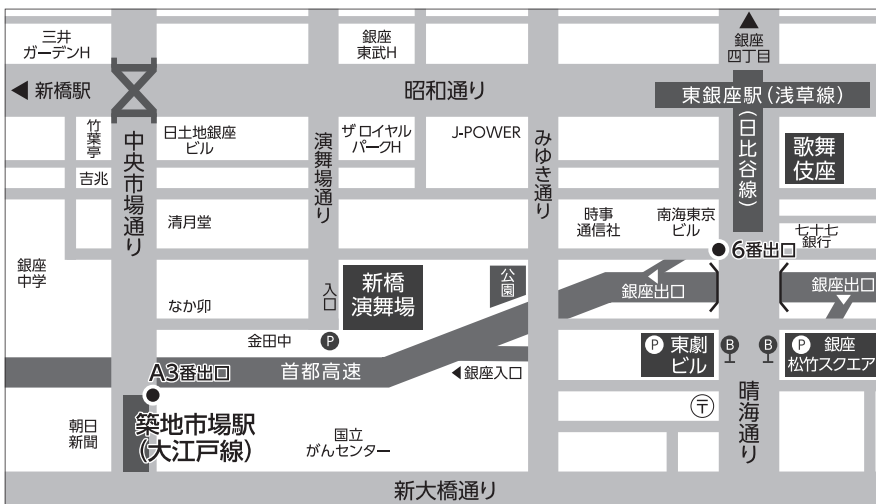 三井
ガーデンH
銀座
東武H
▲
銀座
四丁目
◀新橋駅
昭和通り
東銀座駅(浅草線)
(日比谷線)
竹葉亭
吉兆
中央市場通り
日土地銀座
ビル
演舞場通り
ザ ロイヤル
パークH
J-POWER
みゆき通り
歌舞
伎座
清月堂
時事
通信社
南海東京
ビル
6番出口
七十七
銀行
銀座
中学
なか卯
入口
新橋
演舞場
公園
銀座出口
銀座出口
金田中
P
A3番出口
首都高速
◀銀座入口
P 東劇
ビル
B
B
P 銀座
松竹スクエア
朝日
新聞
築地市場駅
(大江戸線)
国立
がんセンター
〒
晴海通り
新大橋通り